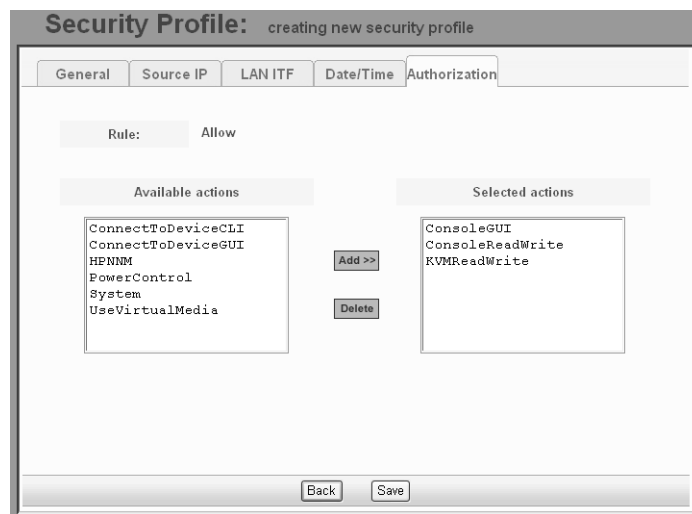 Security Profile: creating new security profile
General Source IP LAN ITF Date/Time Authorization
Rule: Allow
Available actions Selected actions
ConnectToDeviceCLI
ConnectToDeviceGUI
HPNNM
PowerControl
System
UseVirtualMedia
Add >>
Delete
ConsoleGUI
ConsoleReadWrite
KVMReadWrite
Back Save